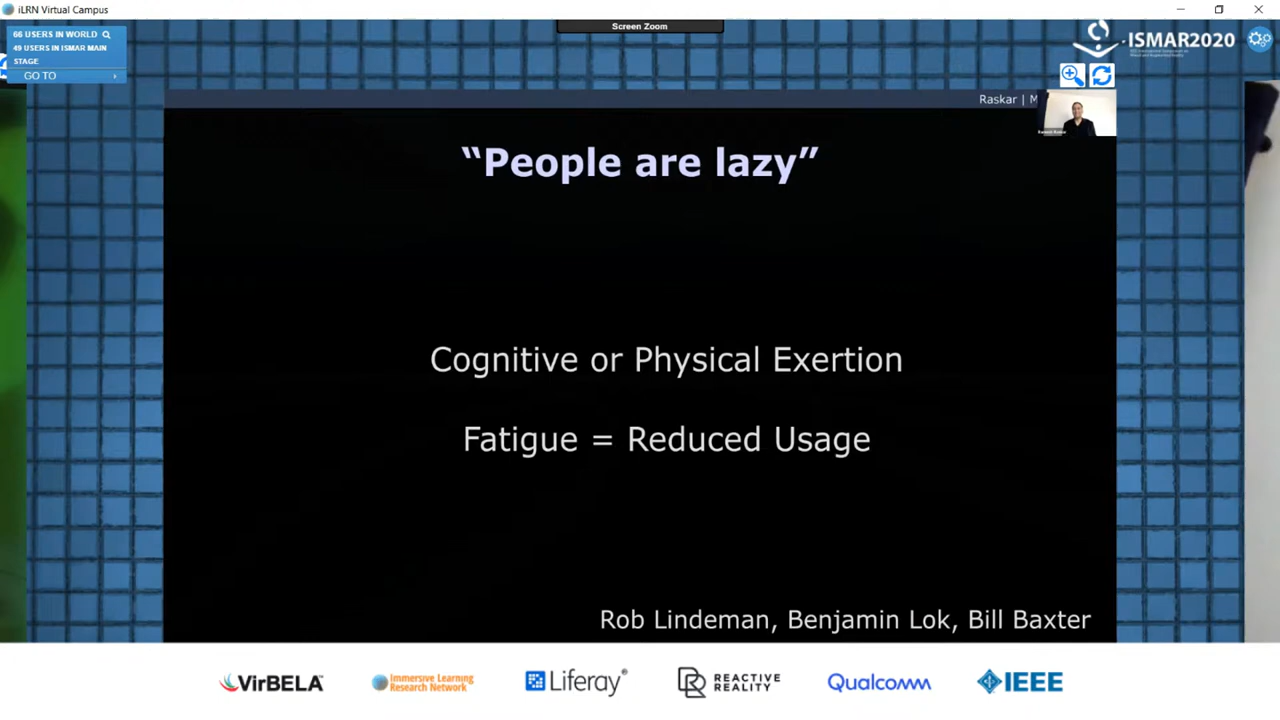 iLRN Virtual Campus
Screen Zoom
66 USERS IN WORLD
49 USERS IN ISMAR MAIN
STAGE
GO TO
ISMAR2020
Raskar | M
“People are lazy”
Cognitive or Physical Exertion
Fatigue = Reduced Usage
Rob Lindeman, Benjamin Lok, Bill Baxter
VIRBELA
Immersive Learning
Research Network
Liferay®
REACTIVE
REALITY
Qualcomm
IEEE